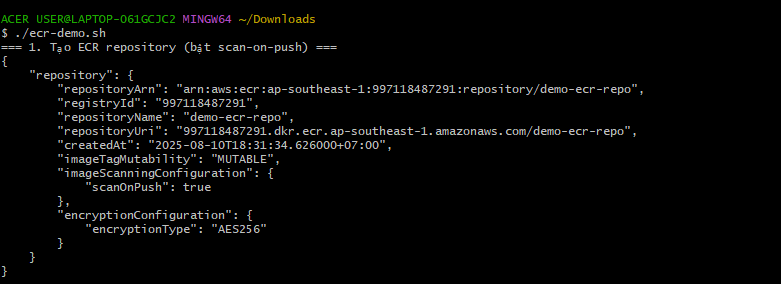 ACER USER@LAPTOP-O61GCJC2 MINGW64 ~/Downloads
$ ./ecr-demo.sh
=== 1. Tạo ECR repository (bật scan-on-push) ===
{
    "repository": {
        "repositoryArn": "arn:aws:ecr:ap-southeast-1:997118487291:repository/demo-ecr-repo",
        "registryId": "997118487291",
        "repositoryName": "demo-ecr-repo",
        "repositoryUri": "997118487291.dkr.ecr.ap-southeast-1.amazonaws.com/demo-ecr-repo",
        "createdAt": "2025-08-10T18:31:34.626000+07:00",
        "imageTagMutability": "MUTABLE",
        "imageScanningConfiguration": {
            "scanOnPush": true
        },
        "encryptionConfiguration": {
            "encryptionType": "AES256"
        }
    }
}